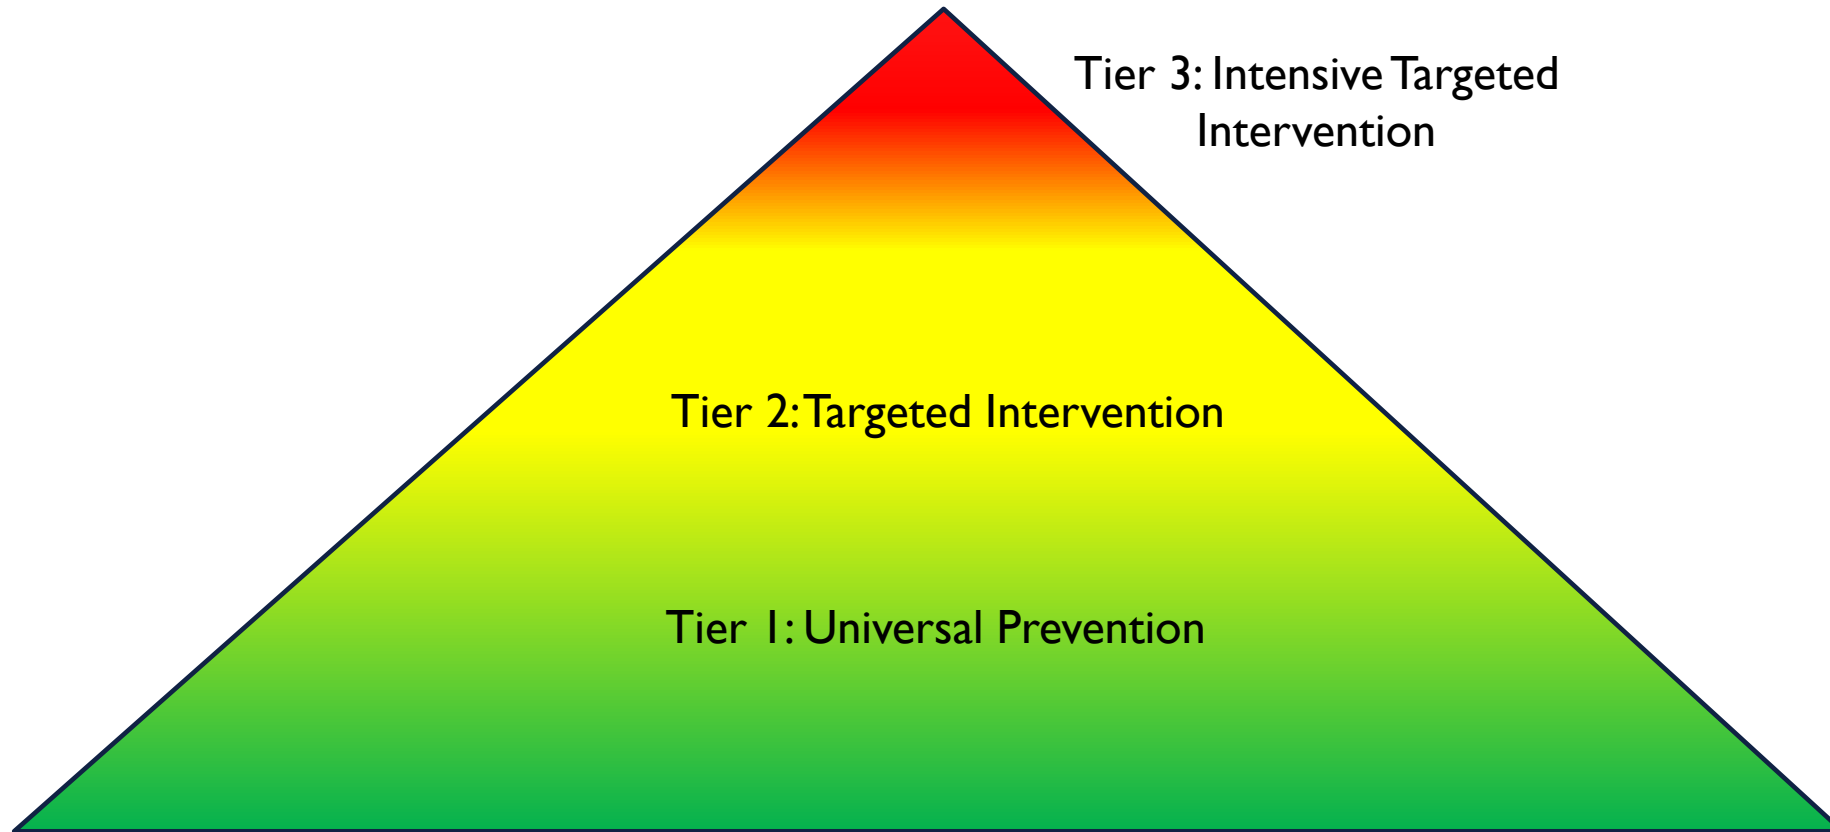 Tier 3: Intensive Targeted
Intervention
Tier 2: Targeted Intervention
Tier 1: Universal Prevention